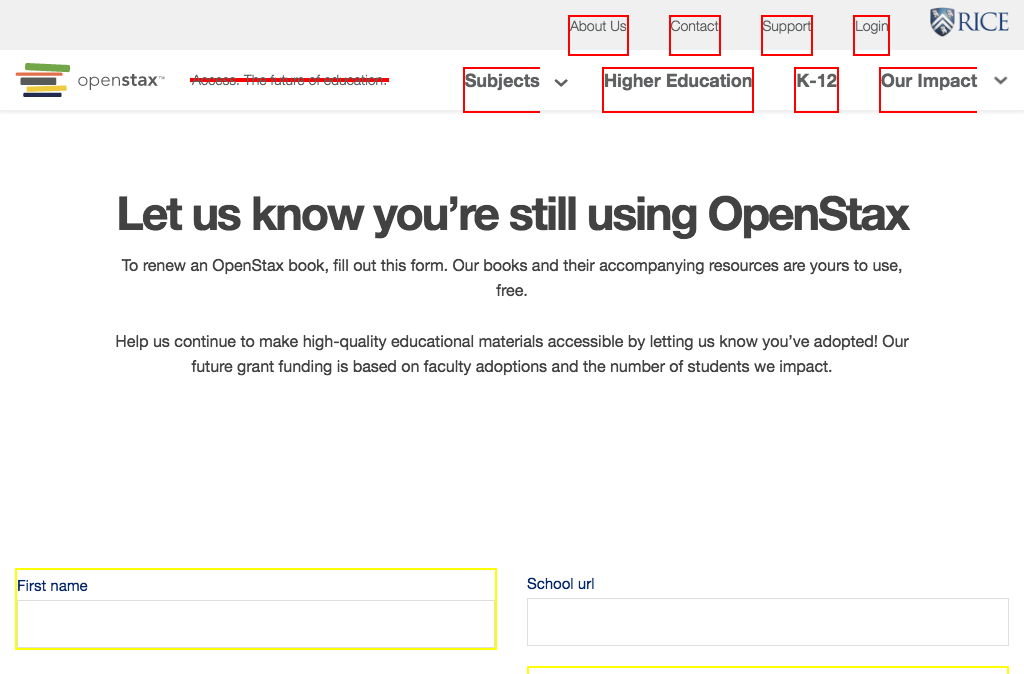 About Us Contact Support Login RICE
openstax™ Access. The future of education. Subjects Higher Education K-12 Our Impact
Let us know you’re still using OpenStax
To renew an OpenStax book, fill out this form. Our books and their accompanying resources are yours to use,
free.
Help us continue to make high-quality educational materials accessible by letting us know you’ve adopted! Our
future grant funding is based on faculty adoptions and the number of students we impact.
First name
School url